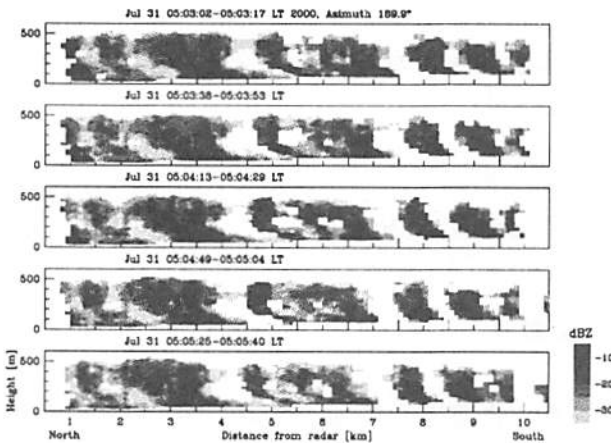 Jul 31 05:03:02-05:03:17 LT 2000, Azimuth 189.9°
500
0
Jul 31 05:03:38-05:03:53 LT
500
0
Jul 31 05:04:13-05:04:29 LT
500
0
Jul 31 05:04:49-05:05:04 LT
500
0
dBZ
Jul 31 05:05:25-05:05:40 LT
-10
500
-30
0
Height [m]
1 2 3 4 5 6 7 8 9 10
North Distance from radar [km] South